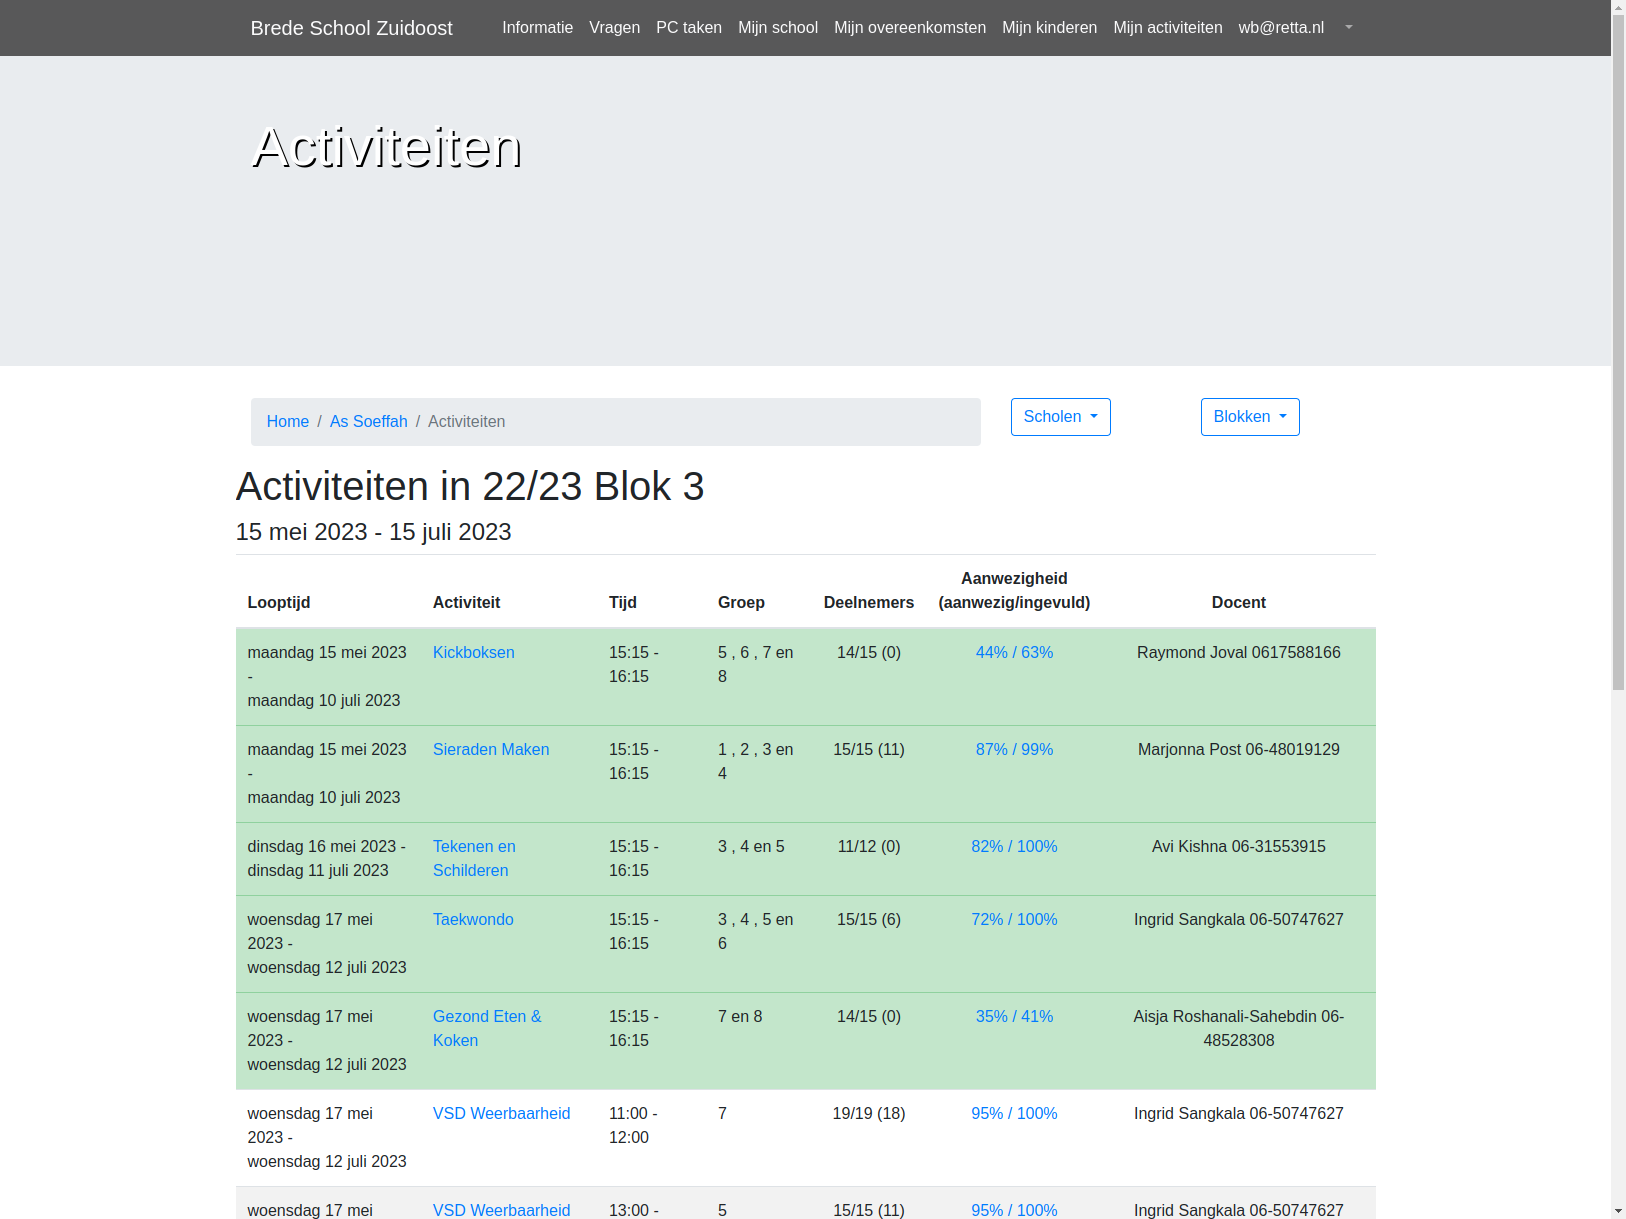 Brede School Zuidoost Informatie Vragen PC taken Mijn school Mijn overeenkomsten Mijn kinderen Mijn activiteiten wb@retta.nl
Activiteiten
Home / As Soeffah / Activiteiten Scholen Blokken
Activiteiten in 22/23 Blok 3
15 mei 2023 - 15 juli 2023
Aanwezigheid
Looptijd Activiteit Tijd Groep Deelnemers (aanwezig/ingevuld) Docent
maandag 15 mei 2023 Kickboksen 15:15 - 5 , 6 , 7 en 14/15 (0) 44% / 63% Raymond Joval 0617588166
- 16:15 8
maandag 10 juli 2023
maandag 15 mei 2023 Sieraden Maken 15:15 - 1 , 2 , 3 en 15/15 (11) 87% / 99% Marjonna Post 06-48019129
- 16:15 4
maandag 10 juli 2023
dinsdag 16 mei 2023 - Tekenen en 15:15 - 3 , 4 en 5 11/12 (0) 82% / 100% Avi Kishna 06-31553915
dinsdag 11 juli 2023 Schilderen 16:15
woensdag 17 mei Taekwondo 15:15 - 3 , 4 , 5 en 15/15 (6) 72% / 100% Ingrid Sangkala 06-50747627
2023 - 16:15 6
woensdag 12 juli 2023
woensdag 17 mei Gezond Eten & 15:15 - 7 en 8 14/15 (0) 35% / 41% Aisja Roshanali-Sahebdin 06-
2023 - Koken 16:15 48528308
woensdag 12 juli 2023
woensdag 17 mei VSD Weerbaarheid 11:00 - 7 19/19 (18) 95% / 100% Ingrid Sangkala 06-50747627
2023 - 12:00
woensdag 12 juli 2023
woensdag 17 mei VSD Weerbaarheid 13:00 - 5 15/15 (11) 95% / 100% Ingrid Sangkala 06-50747627